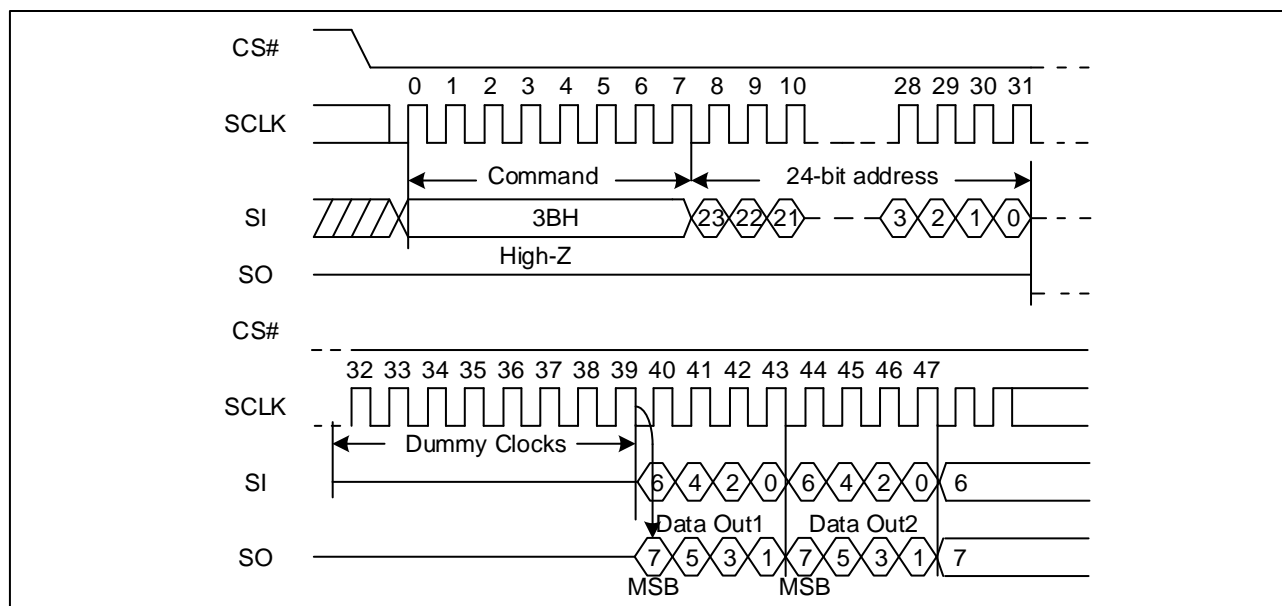 CS#
0 1 2 3 4 5 6 7 8 9 10 28 29 30 31
SCLK
Command 24-bit address
SI 3BH 23 22 21 3 2 1 0
High-Z
SO
CS#
32 33 34 35 36 37 38 39 40 41 42 43 44 45 46 47
SCLK
Dummy Clocks
SI 6 4 2 0 6 4 2 0 6
Data Out1 Data Out2
SO 7 5 3 1 7 5 3 1 7
MSB MSB